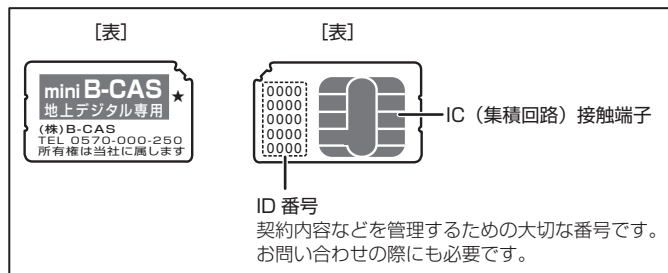 ［表］
mini B-CAS
地上デジタル専用
★
(株)B-CAS
TEL 0570-000-250
所有権は当社に属します
［表］
0000
0000
0000
0000
0000
IC（集積回路）接触端子
ID 番号
契約内容などを管理するための大切な番号です。
お問い合わせの際にも必要です。